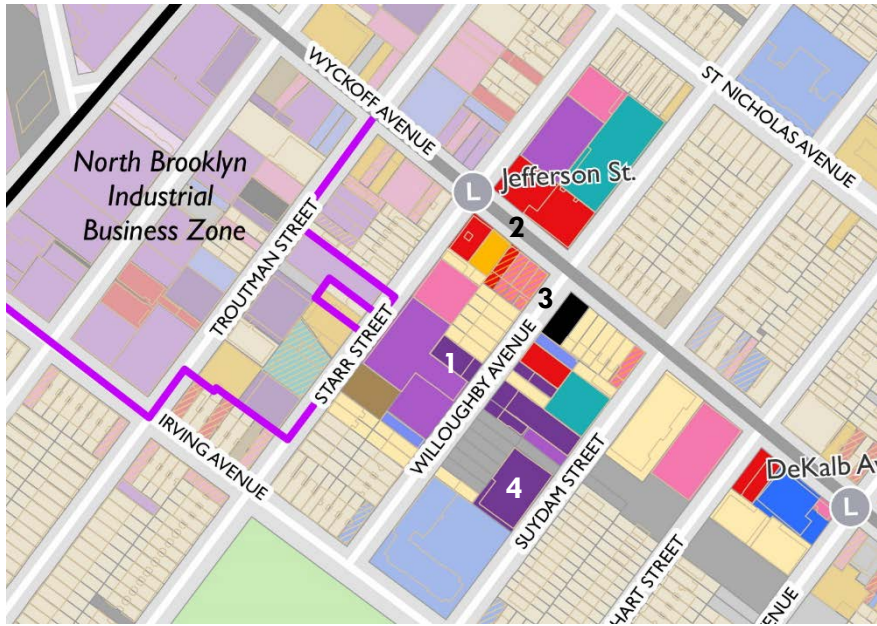 WYCKOFF AVENUE
ST NICHOLAS AVENUE
North Brooklyn
Industrial
Business Zone
L
Jefferson St.
TROUTMAN STREET
2
STARR STREET
3
1
WILLOUGHBY AVENUE
IRVING AVENUE
4
SUYDAM STREET
DeKalb Av
L
HART STREET
VENUE